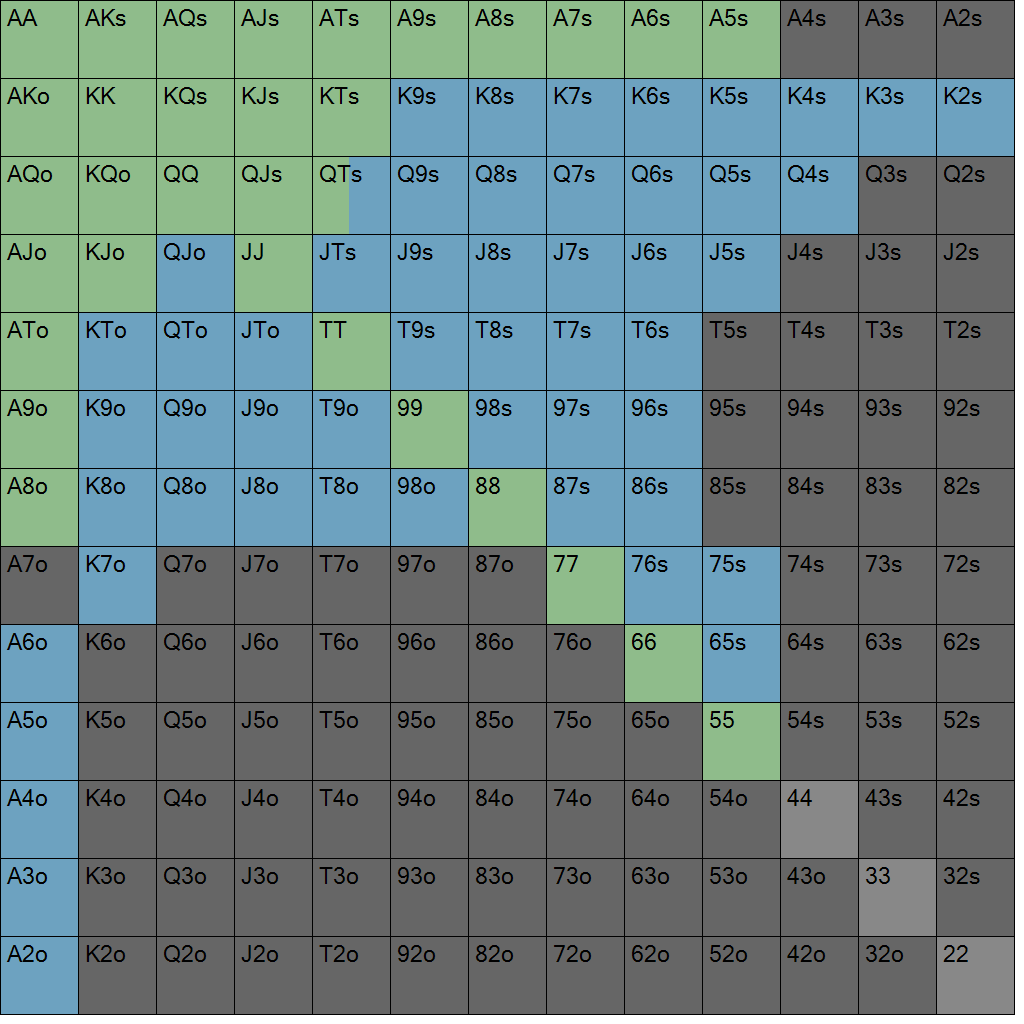 AA AKs AQs AJs ATs A9s A8s A7s A6s A5s A4s A3s A2s
AKo KK KQs KJs KTs K9s K8s K7s K6s K5s K4s K3s K2s
AQo KQo QQ QJs QTs Q9s Q8s Q7s Q6s Q5s Q4s Q3s Q2s
AJo KJo QJo JJ JTs J9s J8s J7s J6s J5s J4s J3s J2s
ATo KTo QTo JTo TT T9s T8s T7s T6s T5s T4s T3s T2s
A9o K9o Q9o J9o T9o 99 98s 97s 96s 95s 94s 93s 92s
A8o K8o Q8o J8o T8o 98o 88 87s 86s 85s 84s 83s 82s
A7o K7o Q7o J7o T7o 97o 87o 77 76s 75s 74s 73s 72s
A6o K6o Q6o J6o T6o 96o 86o 76o 66 65s 64s 63s 62s
A5o K5o Q5o J5o T5o 95o 85o 75o 65o 55 54s 53s 52s
A4o K4o Q4o J4o T4o 94o 84o 74o 64o 54o 44 43s 42s
A3o K3o Q3o J3o T3o 93o 83o 73o 63o 53o 43o 33 32s
A2o K2o Q2o J2o T2o 92o 82o 72o 62o 52o 42o 32o 22